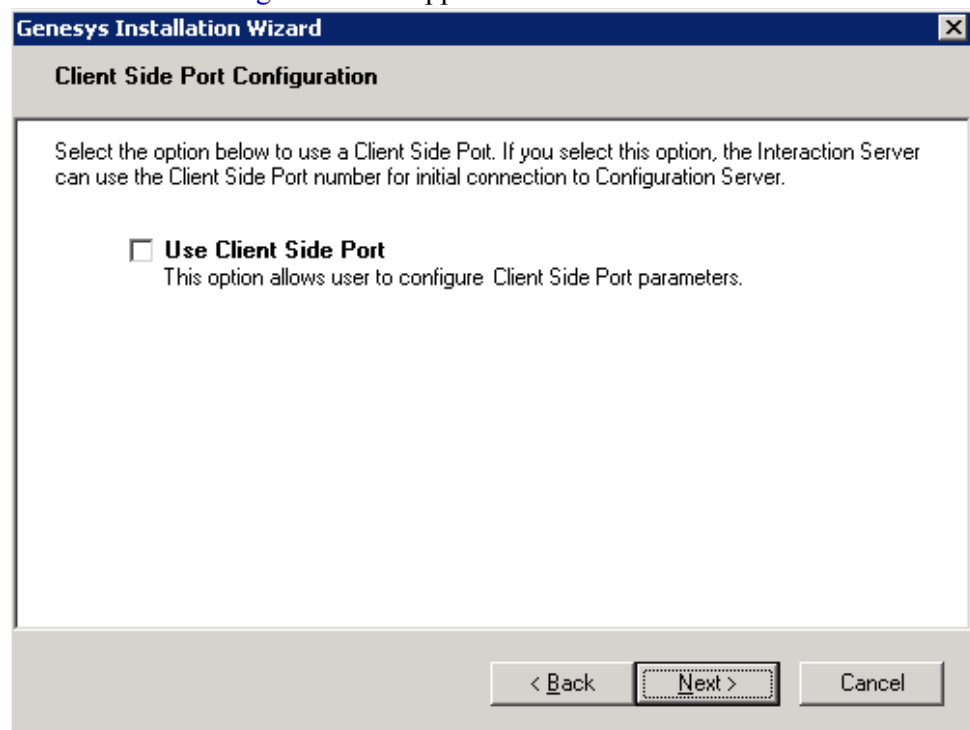 Genesys Installation Wizard
Client Side Port Configuration
Select the option below to use a Client Side Port. If you select this option, the Interaction Server
can use the Client Side Port number for initial connection to Configuration Server.
Use Client Side Port
This option allows user to configure Client Side Port parameters.
< Back
Next >
Cancel